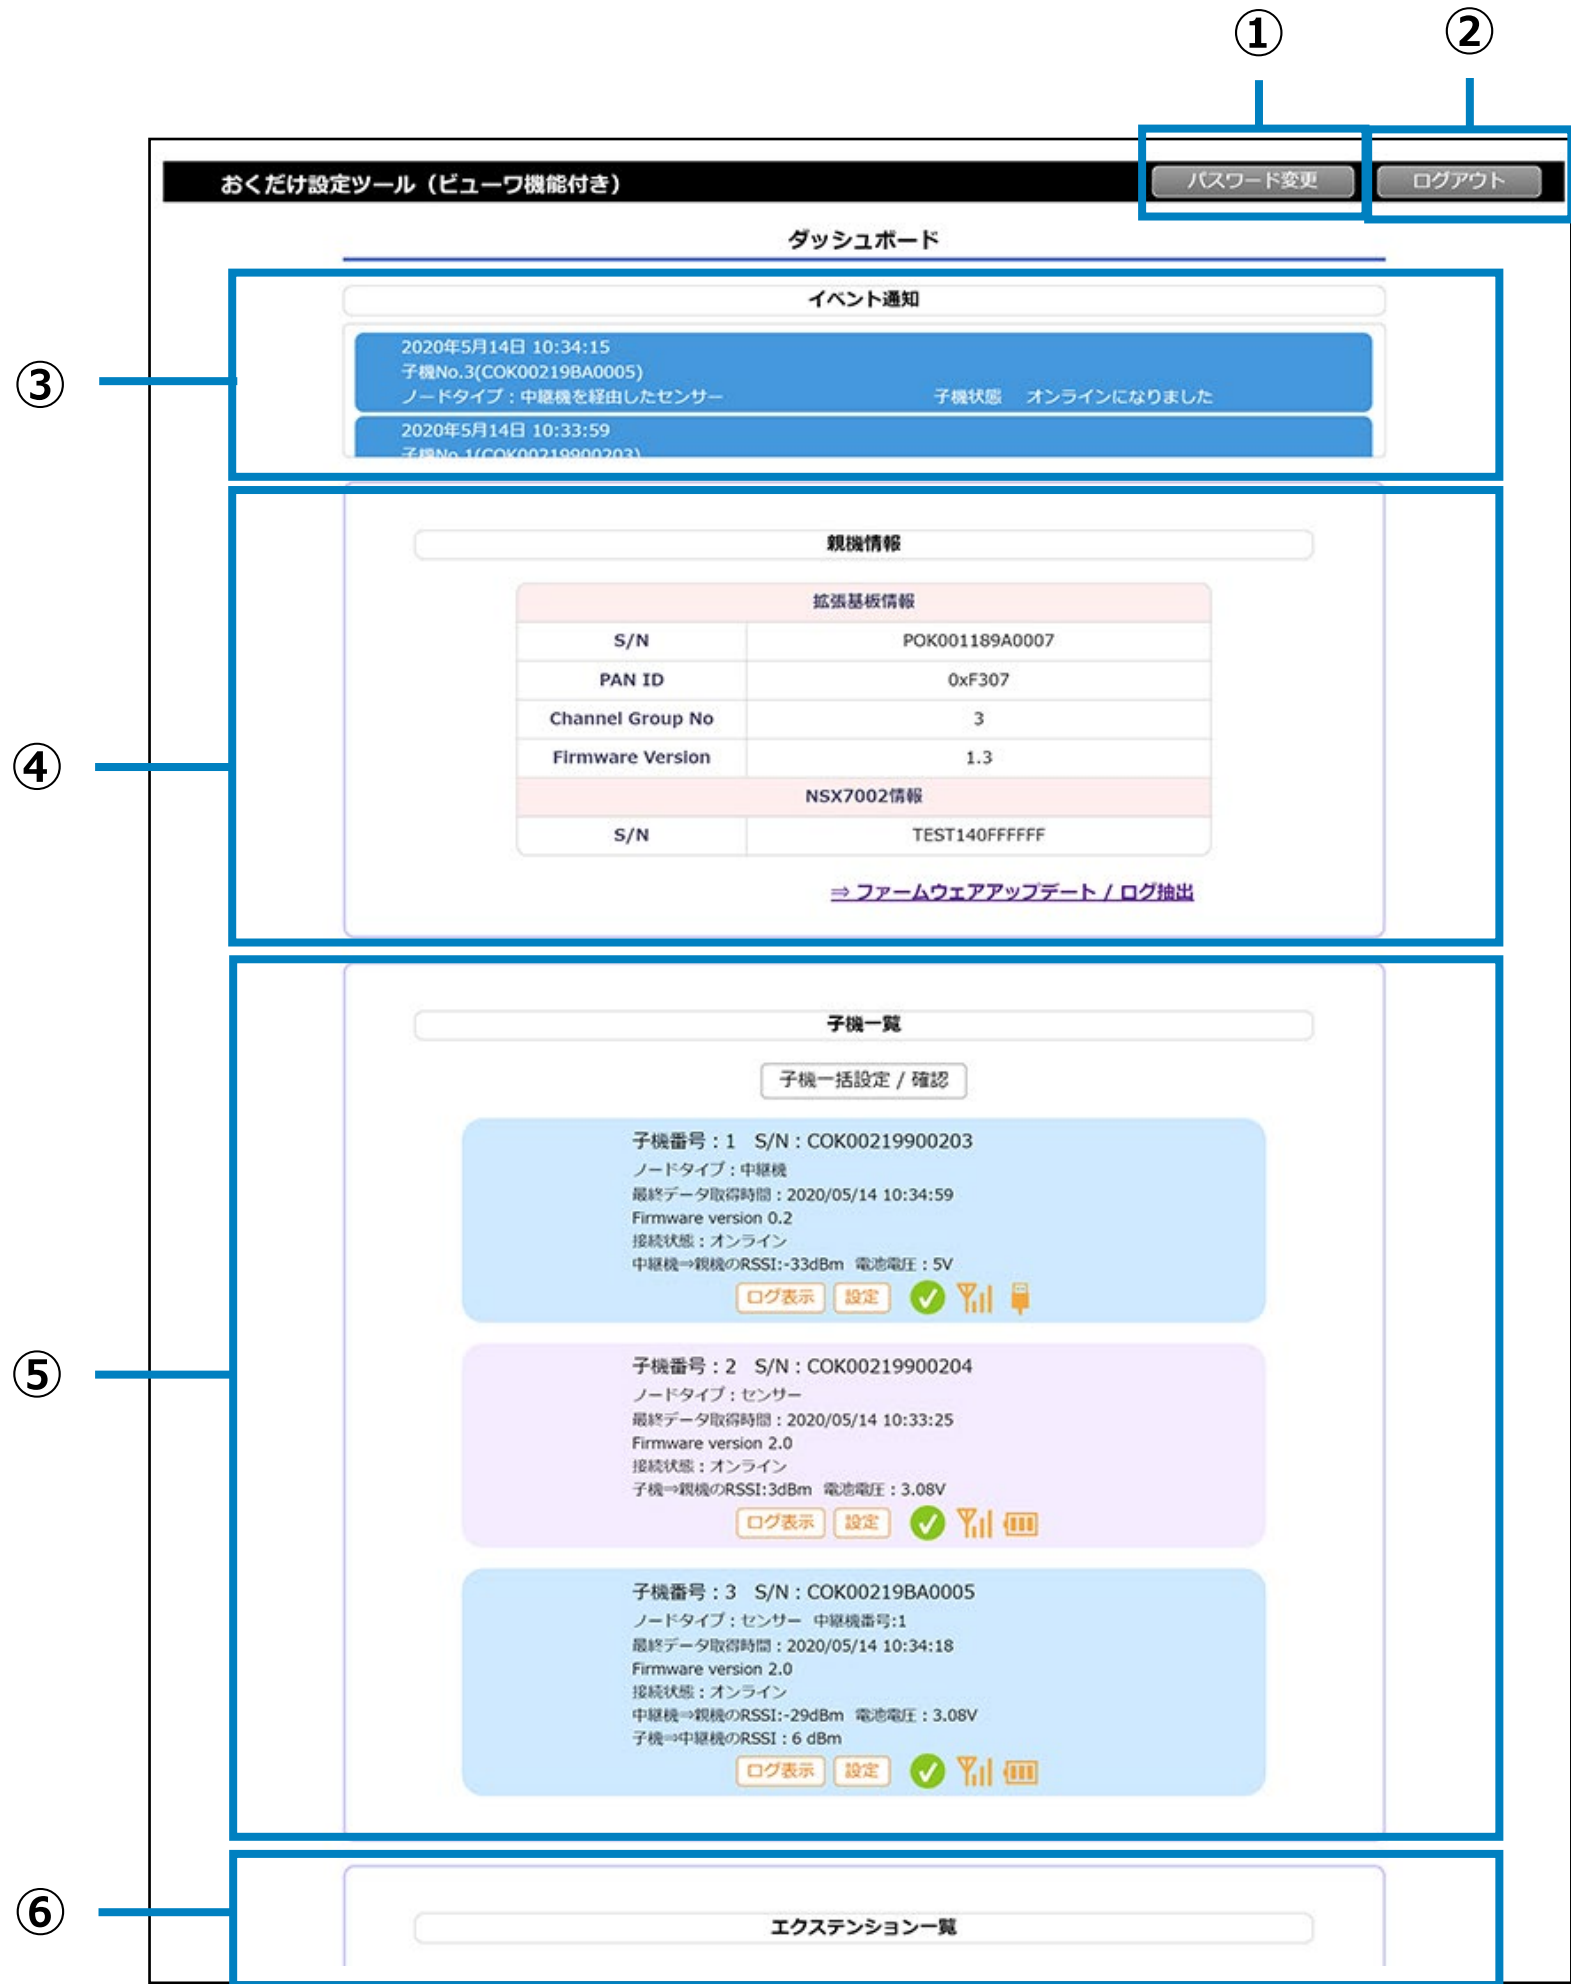 ① ②
おくだけ設定ツール（ビューワ機能付き） パスワード変更 ログアウト
ダッシュボード
イベント通知
③
2020年5月14日 10:34:15
子機No.3(COK00219BA0005)
ノードタイプ：中継機を経由したセンサー 子機状態 オンラインになりました
2020年5月14日 10:33:59
子機No.1(COK00219900203)
④
親機情報
拡張基板情報
S/N POK001189A0007
PAN ID 0xF307
Channel Group No 3
Firmware Version 1.3
NSX7002情報
S/N TEST140FFFFFF
⇒ ファームウェアアップデート / ログ抽出
⑤
子機一覧
子機一括設定 / 確認
子機番号：1 S/N：COK00219900203
ノードタイプ：中継機
最終データ取得時間：2020/05/14 10:34:59
Firmware version 0.2
接続状態：オンライン
中継機⇒親機のRSSI:-33dBm 電池電圧：5V
ログ表示 設定
子機番号：2 S/N：COK00219900204
ノードタイプ：センサー
最終データ取得時間：2020/05/14 10:33:25
Firmware version 2.0
接続状態：オンライン
子機⇒親機のRSSI:3dBm 電池電圧：3.08V
ログ表示 設定
子機番号：3 S/N：COK00219BA0005
ノードタイプ：センサー 中継機番号:1
最終データ取得時間：2020/05/14 10:34:18
Firmware version 2.0
接続状態：オンライン
中継機⇒親機のRSSI:-29dBm 電池電圧：3.08V
子機⇒中継機のRSSI：6 dBm
ログ表示 設定
⑥
エクステンション一覧